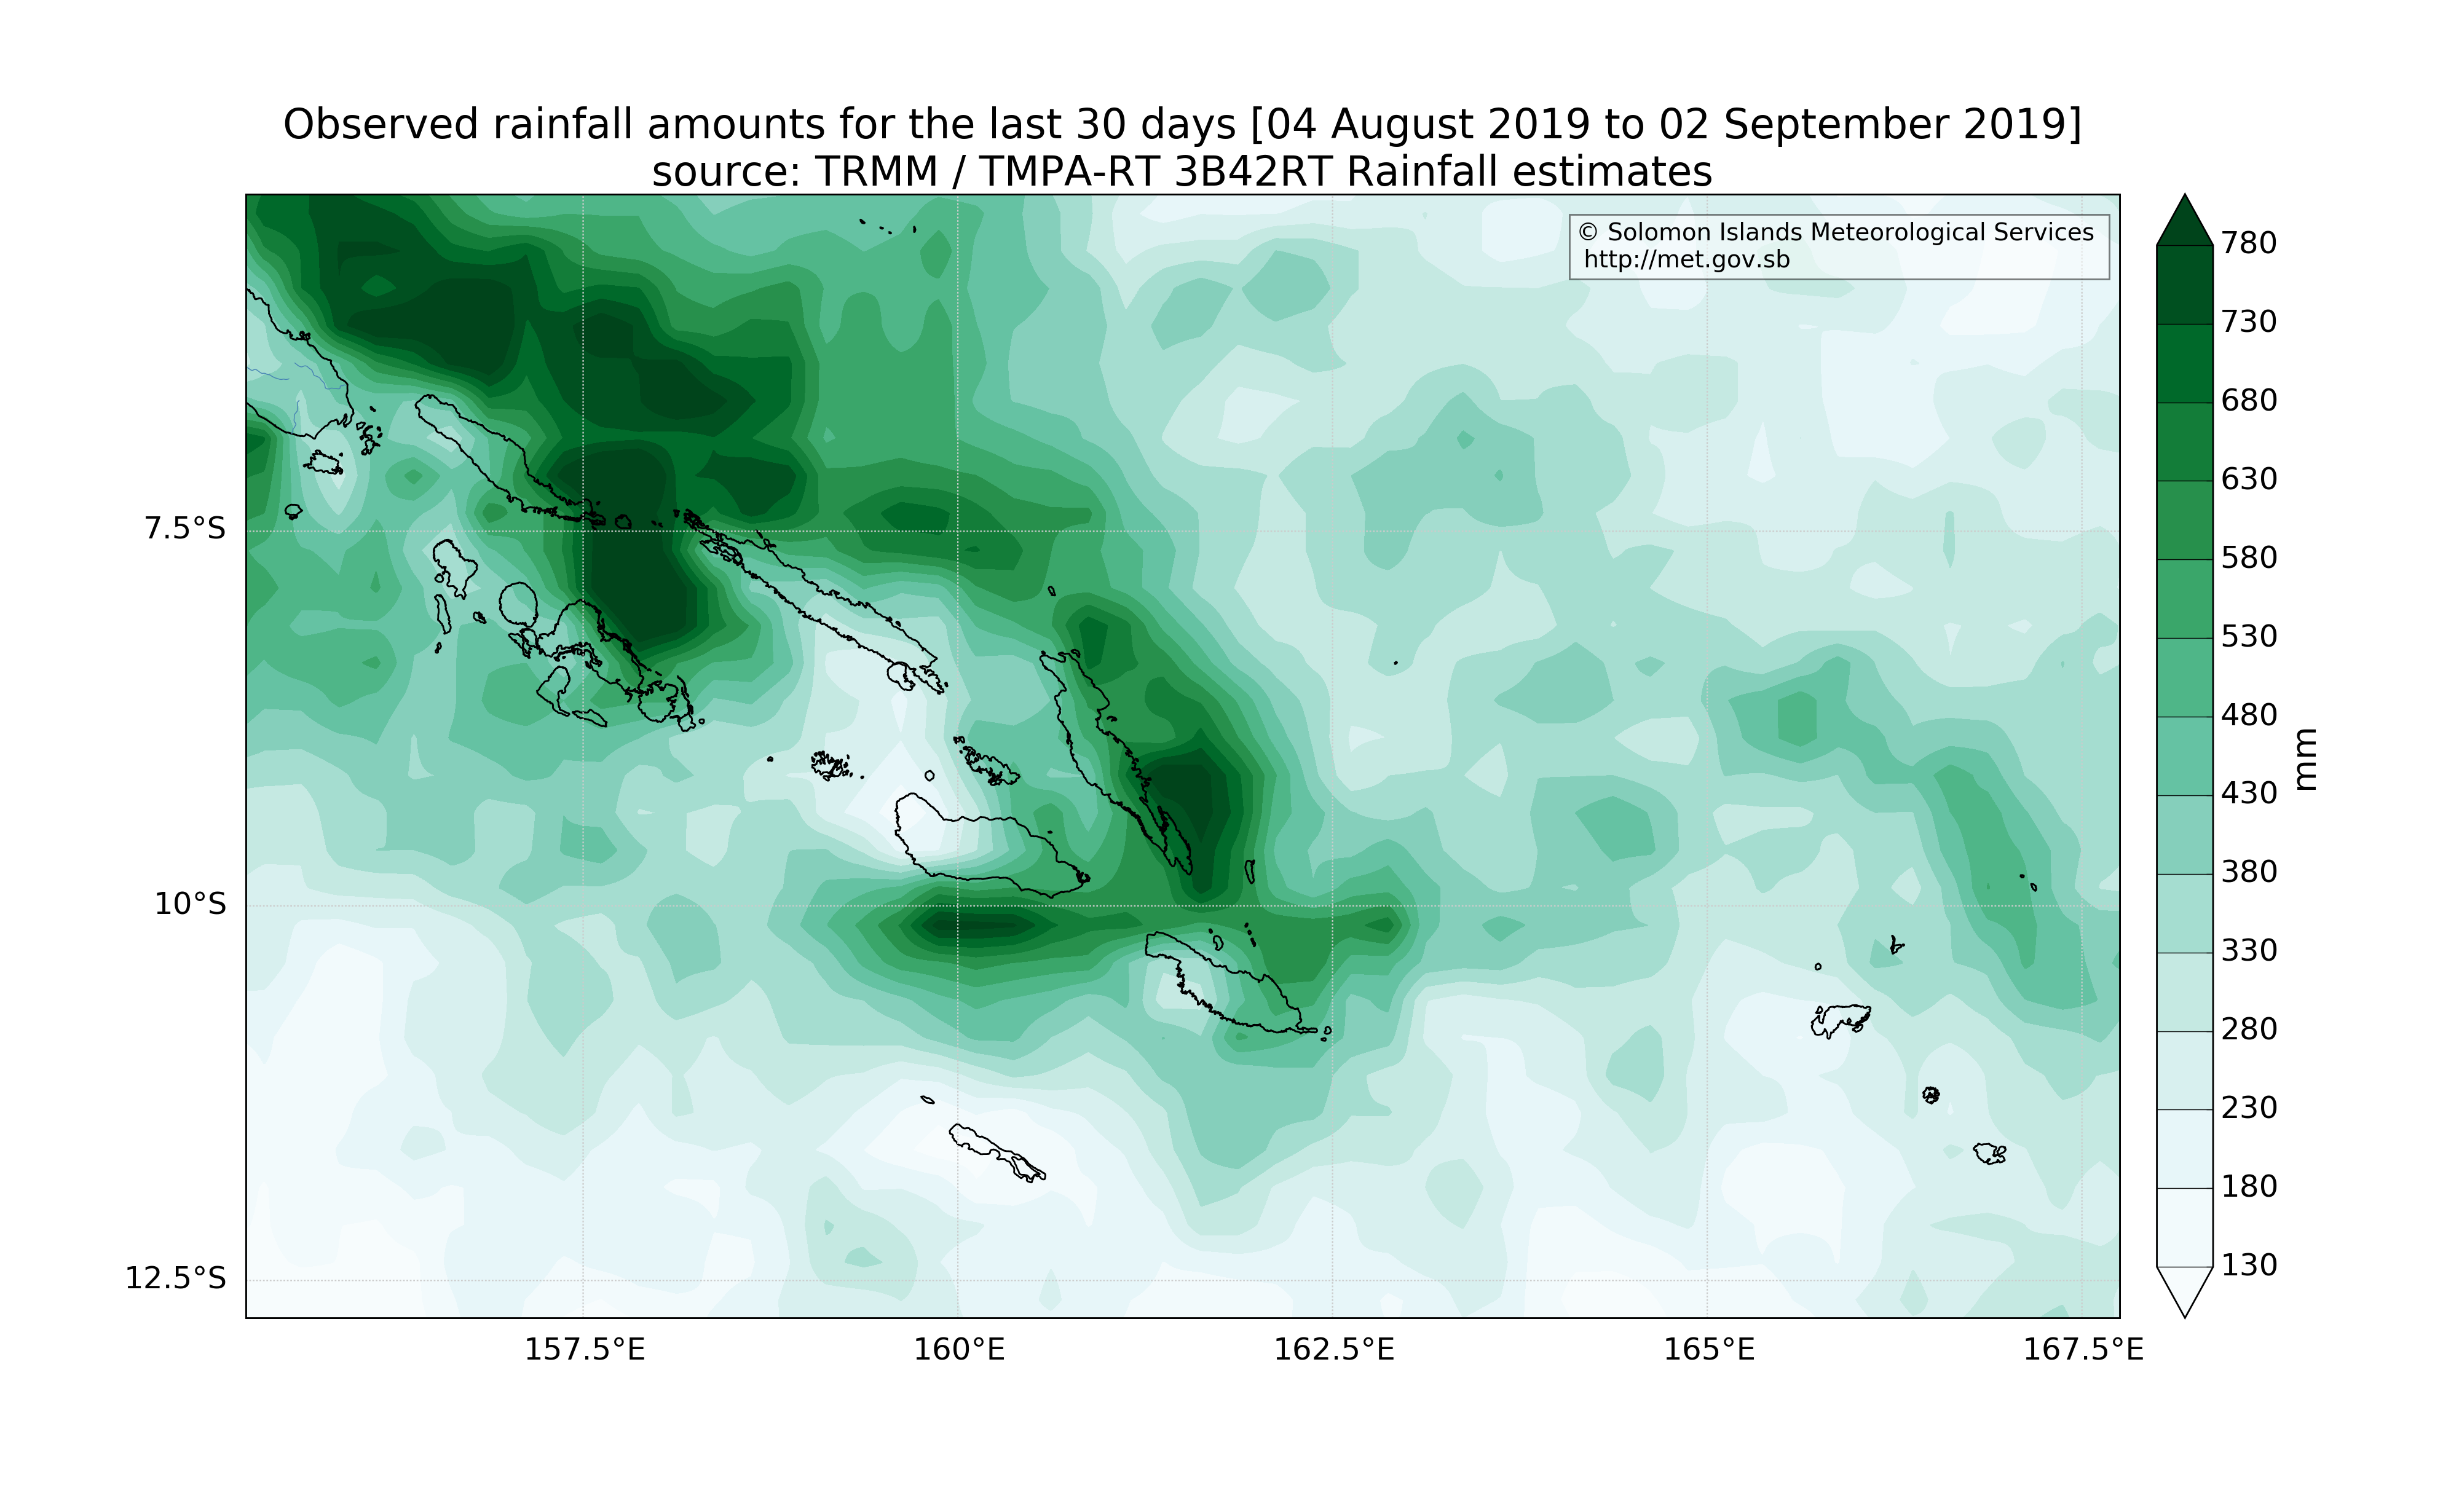 Observed rainfall amounts for the last 30 days [04 August 2019 to 02 September 2019]
source: TRMM / TMPA-RT 3B42RT Rainfall estimates
© Solomon Islands Meteorological Services
http://met.gov.sb
7.5°S
10°S
12.5°S
157.5°E
160°E
162.5°E
165°E
167.5°E
780
730
680
630
580
530
480
430
380
330
280
230
180
130
mm